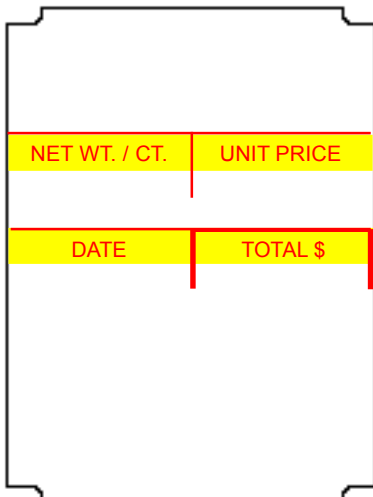 NET WT. / CT. UNIT PRICE
DATE TOTAL $